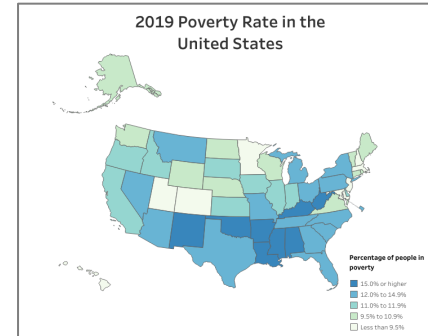 2019 Poverty Rate in the
United States
Percentage of people in
poverty
15.0% or higher
12.0% to 14.9%
11.0% to 11.9%
9.5% to 10.9%
Less than 9.5%